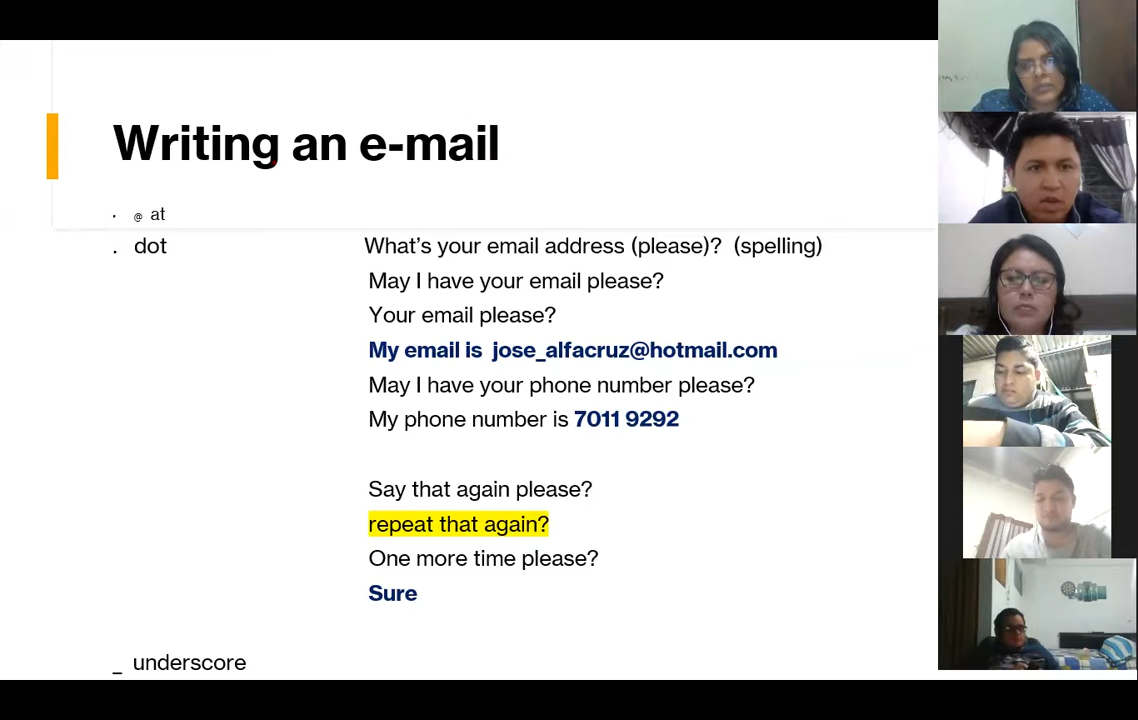 Writing an e-mail
· @ at
. dot
What's your email address (please)? (spelling)
May I have your email please?
Your email please?
My email is jose_alfacruz@hotmail.com
May I have your phone number please?
My phone number is 7011 9292
Say that again please?
repeat that again?
One more time please?
Sure
_ underscore